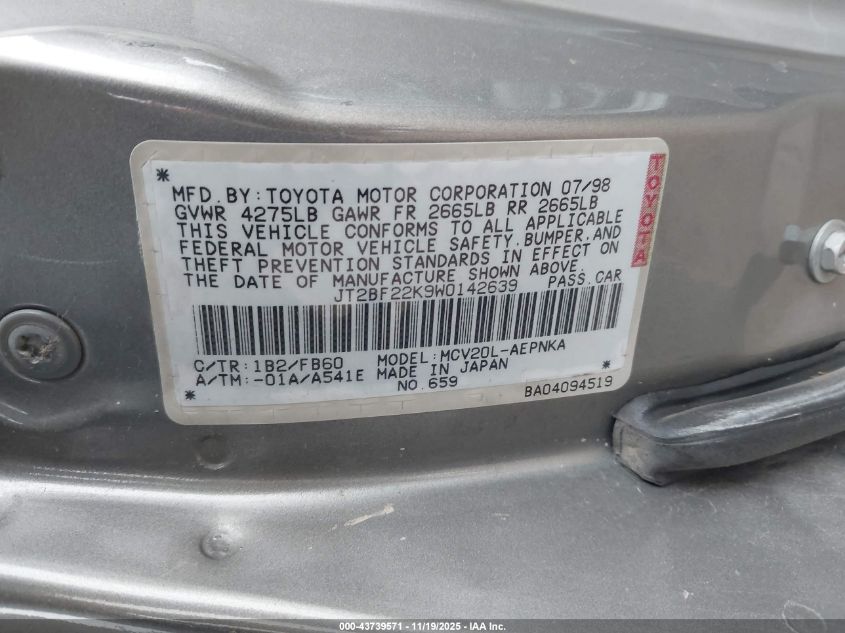 MFD. BY: TOYOTA MOTOR CORPORATION 07/98
GVWR 4275LB GAWR FR 2665LB RR 2665LB
THIS VEHICLE CONFORMS TO ALL APPLICABLE
FEDERAL MOTOR VEHICLE SAFETY, BUMPER, AND
THEFT PREVENTION STANDARDS IN EFFECT ON
THE DATE OF MANUFACTURE SHOWN ABOVE.
JT2BF22K9W0142639 PASS. CAR
TOYOTA
C/TR: 1B2/FB60 MODEL: MCV20L-AEPNKA
A/TM: -01A/A541E MADE IN JAPAN
NO. 659
BA04094519
000-43739571 — 11/19/2025 — IAA Inc.